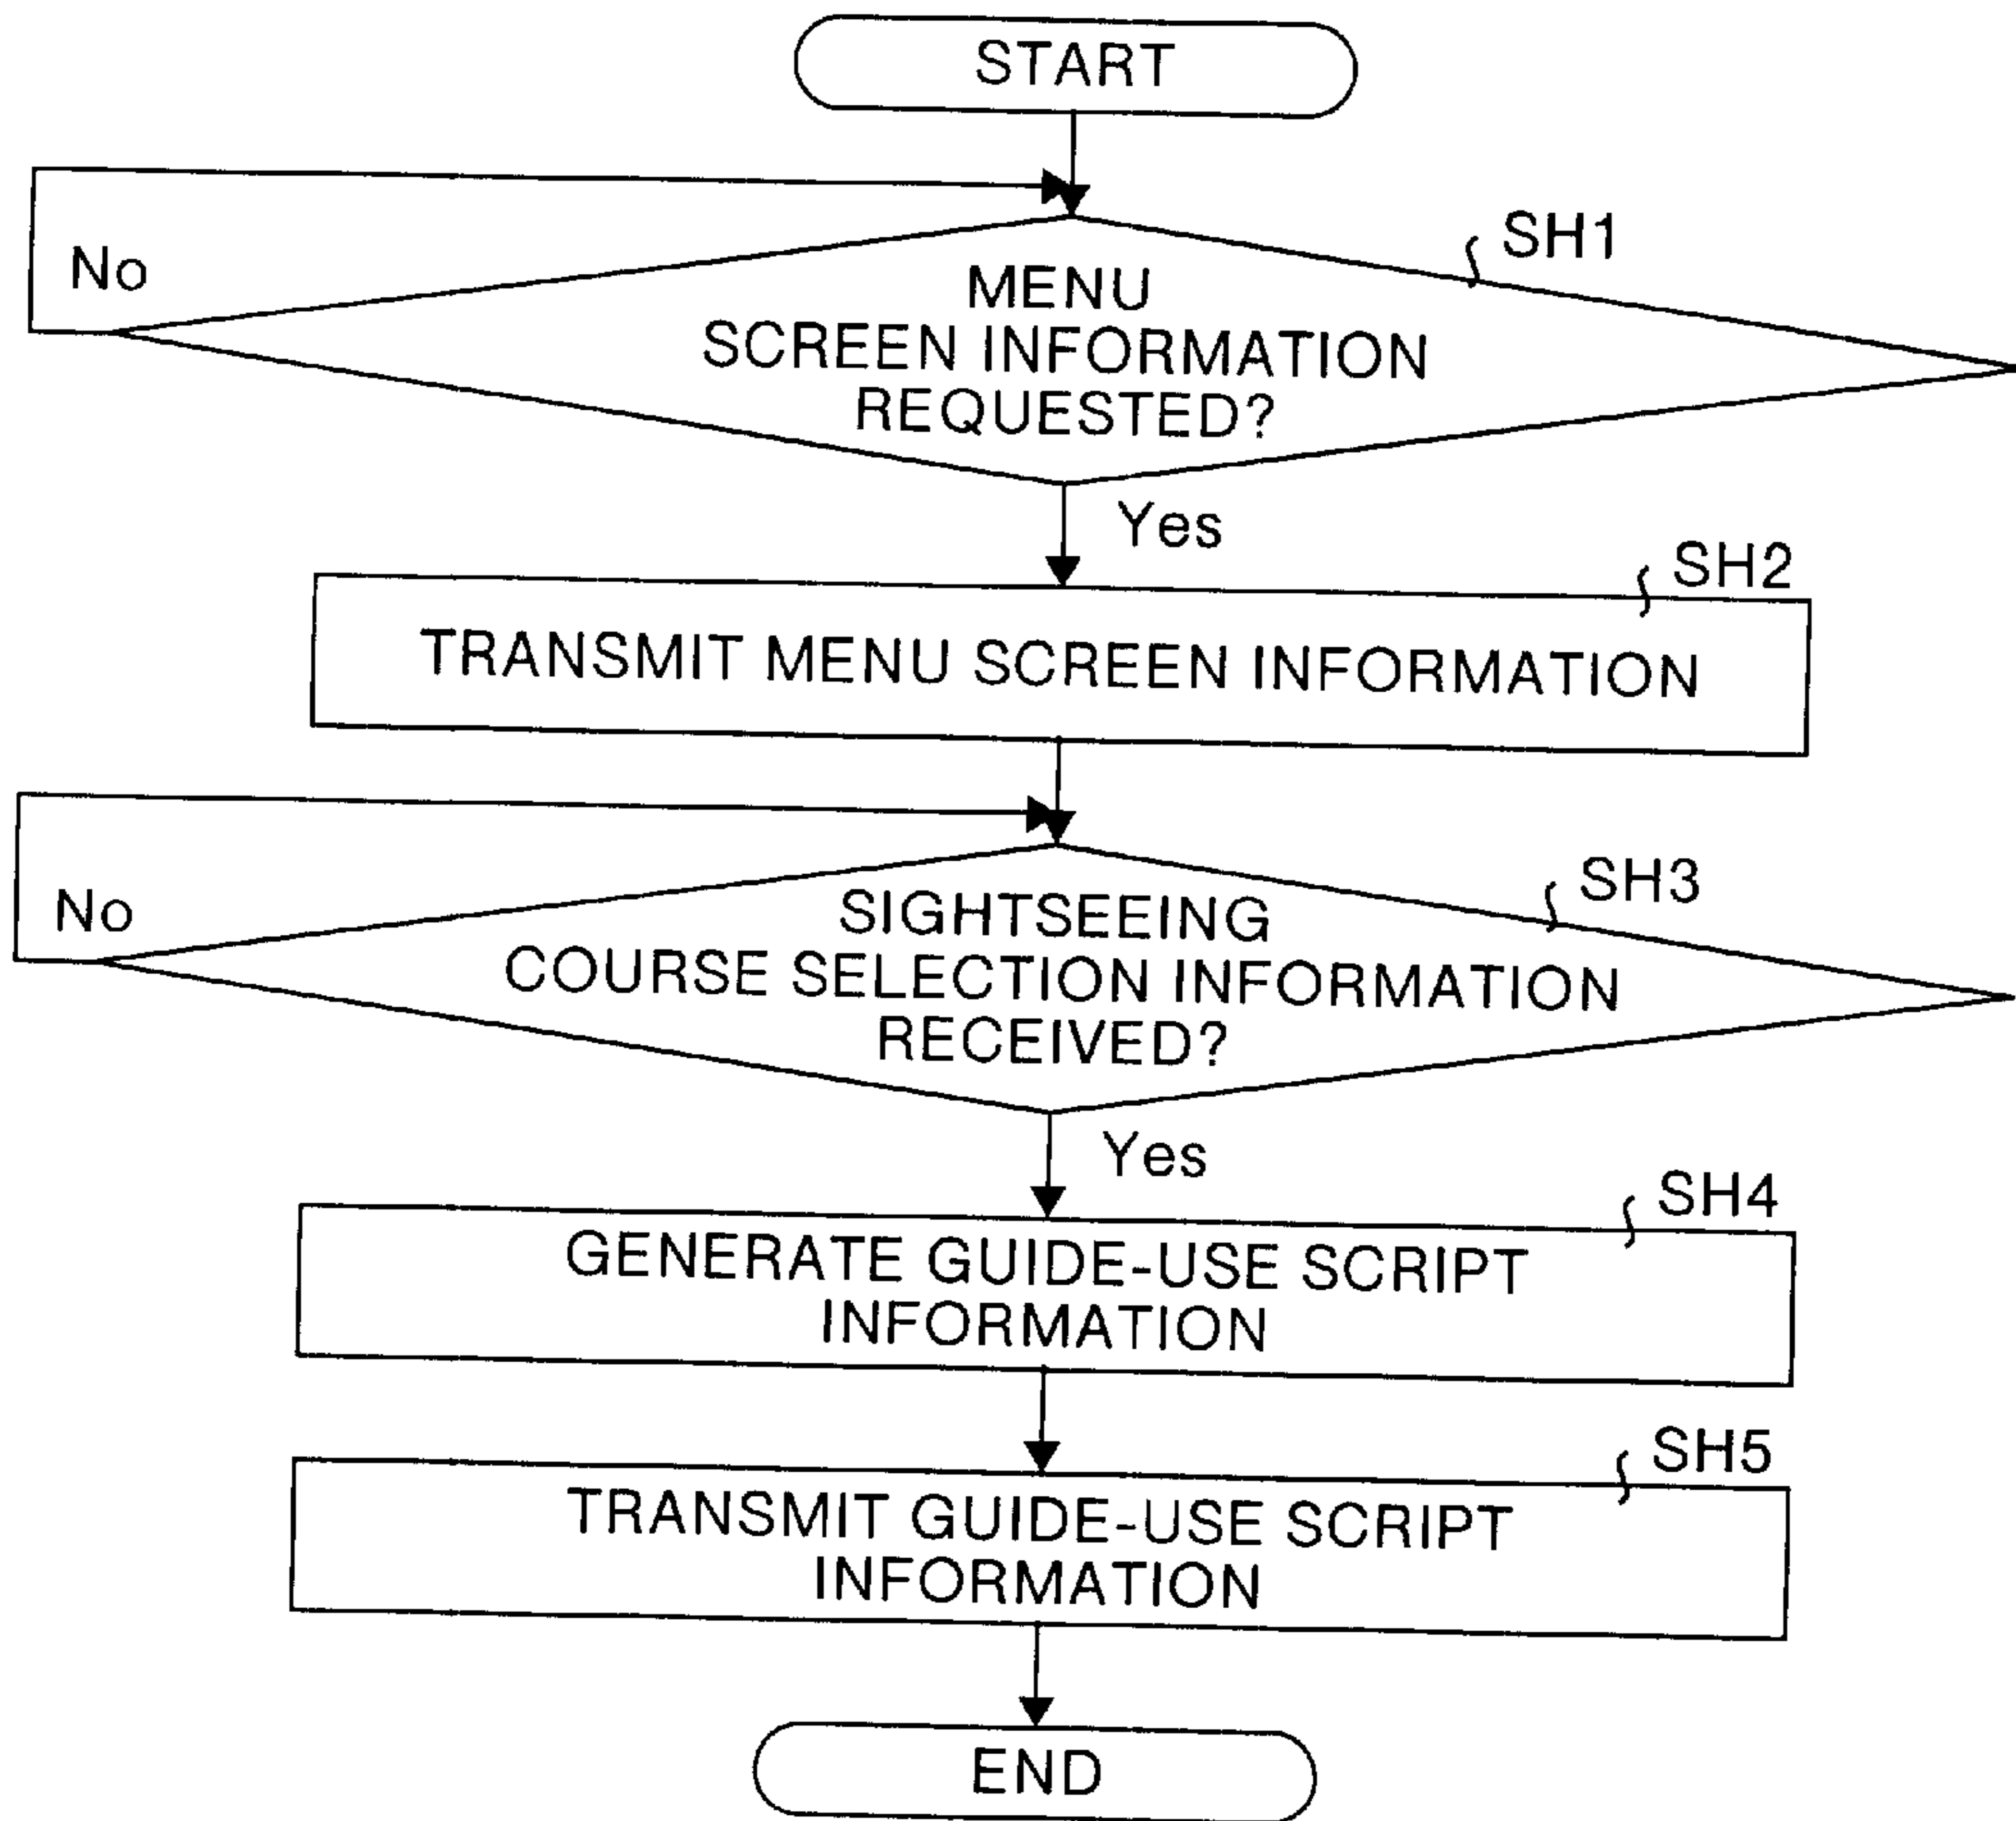 START
No
SH1
MENU
SCREEN INFORMATION
REQUESTED?
Yes
SH2
TRANSMIT MENU SCREEN INFORMATION
No
SH3
SIGHTSEEING
COURSE SELECTION INFORMATION
RECEIVED?
Yes
SH4
GENERATE GUIDE-USE SCRIPT
INFORMATION
SH5
TRANSMIT GUIDE-USE SCRIPT
INFORMATION
END